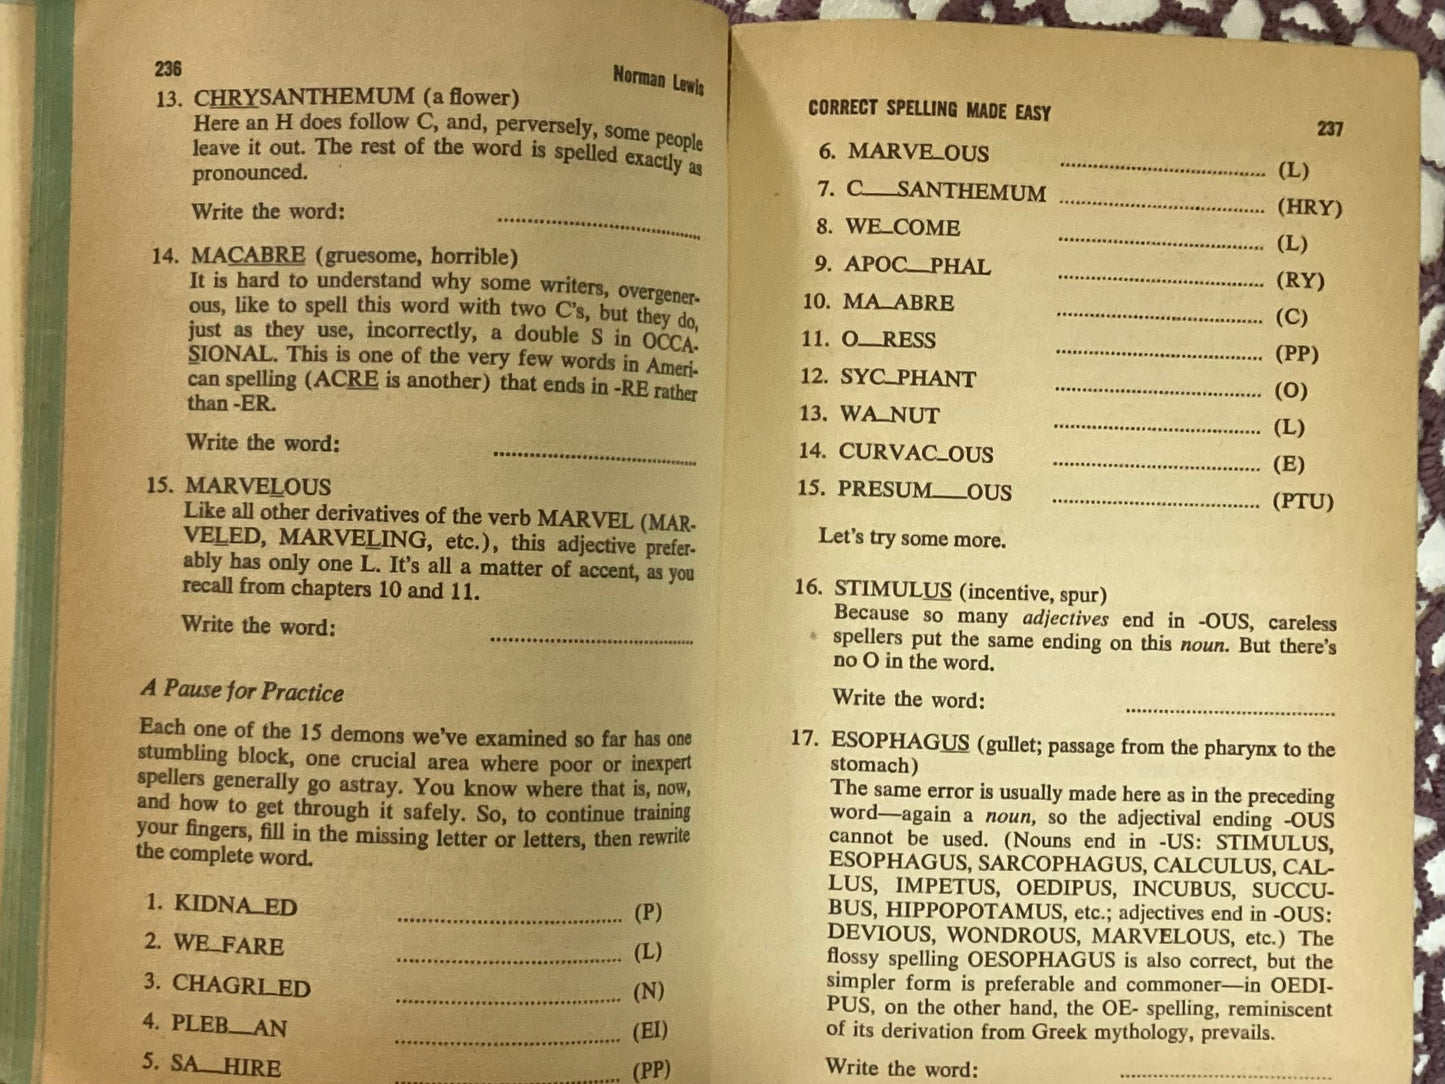 236
Norman Lewis
13. CHRYSANTHEMUM (a flower)
Here an H does follow C, and, perversely, some people
leave it out. The rest of the word is spelled exactly as
pronounced.
Write the word: ........................
14. MACABRE (gruesome, horrible)
It is hard to understand why some writers, overgener-
ous, like to spell this word with two C's, but they do,
just as they use, incorrectly, a double S in OCCA-
SIONAL. This is one of the very few words in Ameri-
can spelling (ACRE is another) that ends in -RE rather
than -ER.
Write the word: ........................
15. MARVELOUS
Like all other derivatives of the verb MARVEL (MAR-
VELED, MARVELING, etc.), this adjective prefer-
ably has only one L. It's all a matter of accent, as you
recall from chapters 10 and 11.
Write the word: ........................
A Pause for Practice
Each one of the 15 demons we've examined so far has one
stumbling block, one crucial area where poor or inexpert
spellers generally go astray. You know where that is, now,
and how to get through it safely. So, to continue training
your fingers, fill in the missing letter or letters, then rewrite
the complete word.
1. KIDNA_ED ........................ (P)
2. WE_FARE ........................ (L)
3. CHAGRI_ED ........................ (N)
4. PLEB__AN ........................ (EI)
5. SA__HIRE ........................ (PP)
CORRECT SPELLING MADE EASY
237
6. MARVE_OUS ........................ (L)
7. C___SANTHEMUM ........................ (HRY)
8. WE_COME ........................ (L)
9. APOC__PHAL ........................ (RY)
10. MA_ABRE ........................ (C)
11. O__RESS ........................ (PP)
12. SYC_PHANT ........................ (O)
13. WA_NUT ........................ (L)
14. CURVAC_OUS ........................ (E)
15. PRESUM___OUS ........................ (PTU)
Let's try some more.
16. STIMULUS (incentive, spur)
Because so many adjectives end in -OUS, careless
spellers put the same ending on this noun. But there's
no O in the word.
Write the word: ........................
17. ESOPHAGUS (gullet; passage from the pharynx to the
stomach)
The same error is usually made here as in the preceding
word—again a noun, so the adjectival ending -OUS
cannot be used. (Nouns end in -US: STIMULUS,
ESOPHAGUS, SARCOPHAGUS, CALCULUS, CAL-
LUS, IMPETUS, OEDIPUS, INCUBUS, SUCCU-
BUS, HIPPOPOTAMUS, etc.; adjectives end in -OUS:
DEVIOUS, WONDROUS, MARVELOUS, etc.) The
flossy spelling OESOPHAGUS is also correct, but the
simpler form is preferable and commoner—in OEDI-
PUS, on the other hand, the OE- spelling, reminiscent
of its derivation from Greek mythology, prevails.
Write the word: ........................